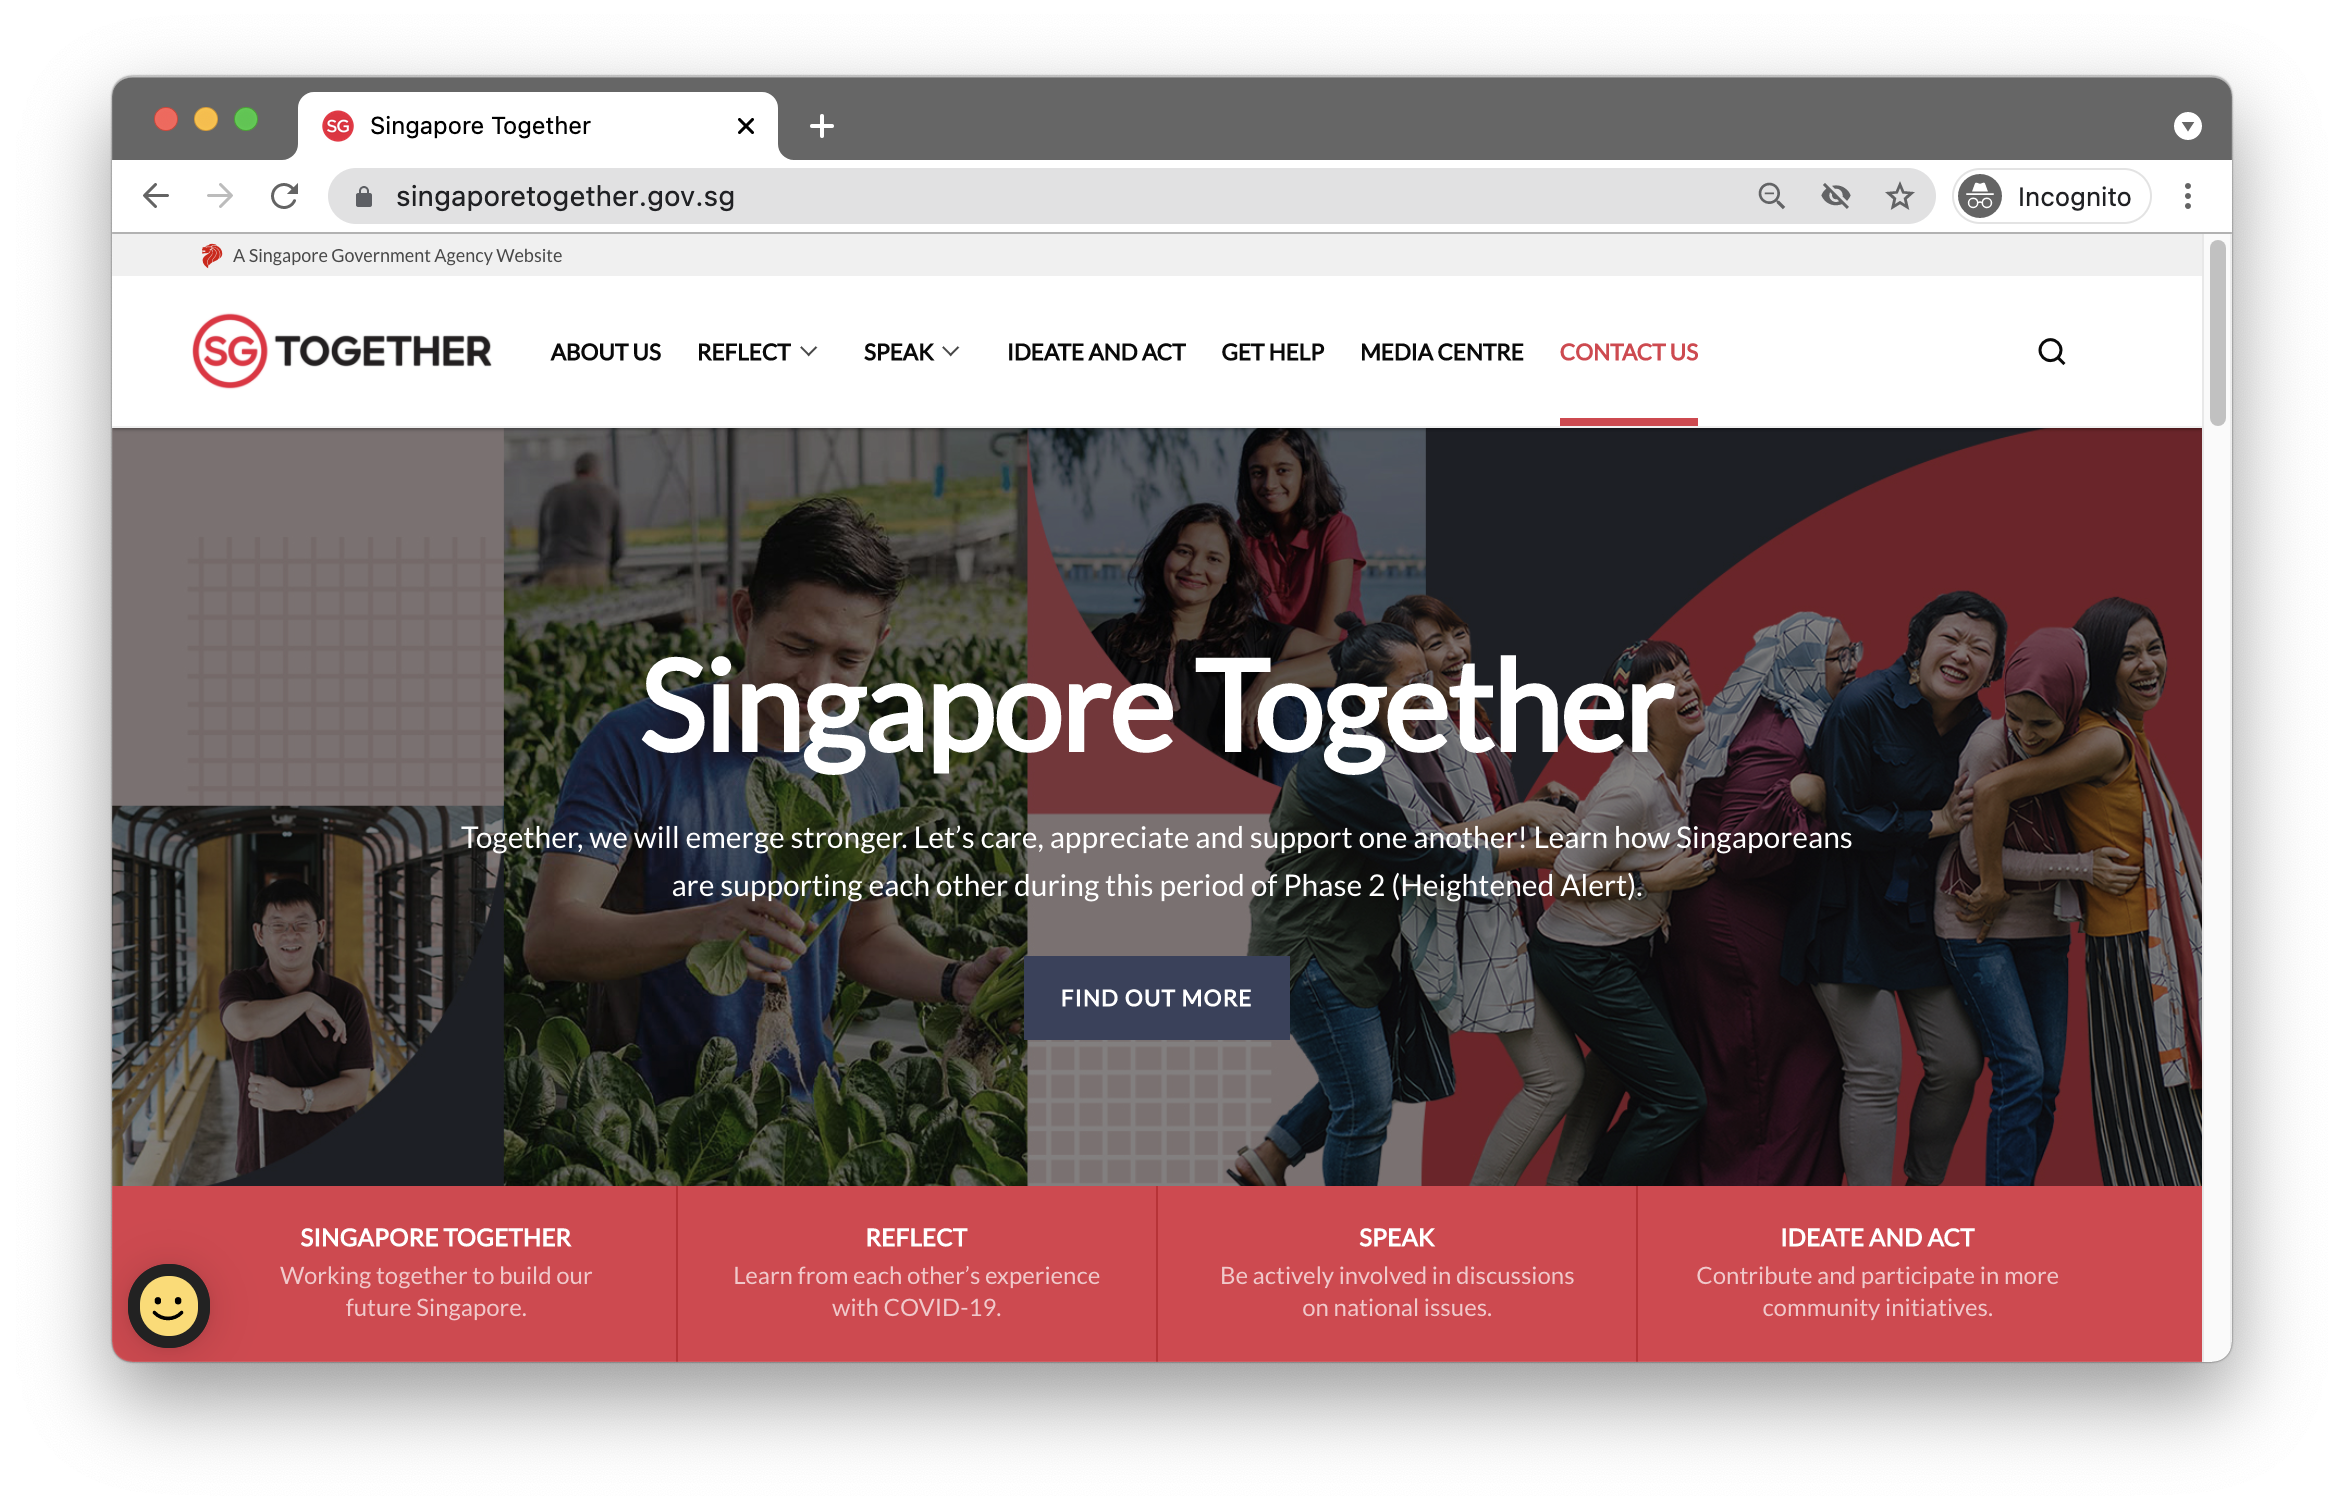 SG Singapore Together
singaporetogether.gov.sg
Incognito
A Singapore Government Agency Website
SG TOGETHER
ABOUT US REFLECT SPEAK IDEATE AND ACT GET HELP MEDIA CENTRE CONTACT US
Singapore Together
Together, we will emerge stronger. Let’s care, appreciate and support one another! Learn how Singaporeans
are supporting each other during this period of Phase 2 (Heightened Alert).
FIND OUT MORE
SINGAPORE TOGETHER
Working together to build our
future Singapore.
REFLECT
Learn from each other’s experience
with COVID-19.
SPEAK
Be actively involved in discussions
on national issues.
IDEATE AND ACT
Contribute and participate in more
community initiatives.